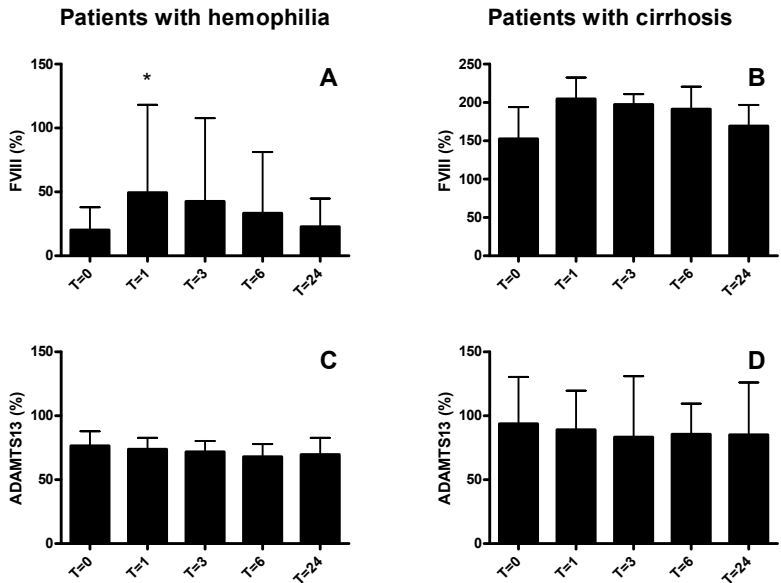 Patients with hemophilia
Patients with cirrhosis
A
*
FVIII (%)
150
100
50
0
T=0 T=1 T=3 T=6 T=24
B
FVIII (%)
250
200
150
100
50
0
T=0 T=1 T=3 T=6 T=24
C
ADAMTS13 (%)
150
100
50
0
T=0 T=1 T=3 T=6 T=24
D
ADAMTS13 (%)
150
100
50
0
T=0 T=1 T=3 T=6 T=24